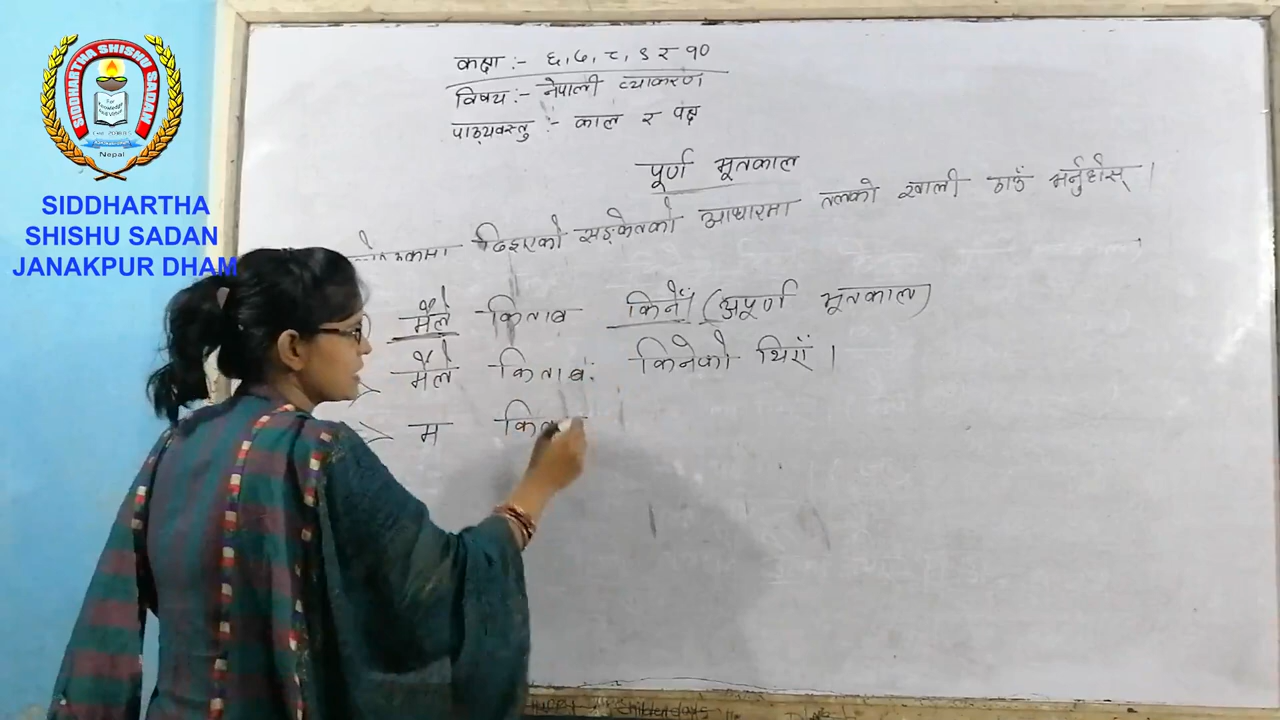 SIDDHARTHA SHISHU SADAN
Nepal
SIDDHARTHA
SHISHU SADAN
JANAKPUR DHAM
कक्षा :- ६, ७, ८, ९ र १०
विषय :- नेपाली व्याकरण
पाठ्यवस्तु :- काल र पक्ष
पूर्ण भूतकाल
दिइएको सङ्केतको आधारमा तलको खाली ठाउँ भर्नुहोस् ।
मैले किताब किनेँ। (अपूर्ण भूतकाल)
मैले किताब किनेको थिएँ ।
म किता